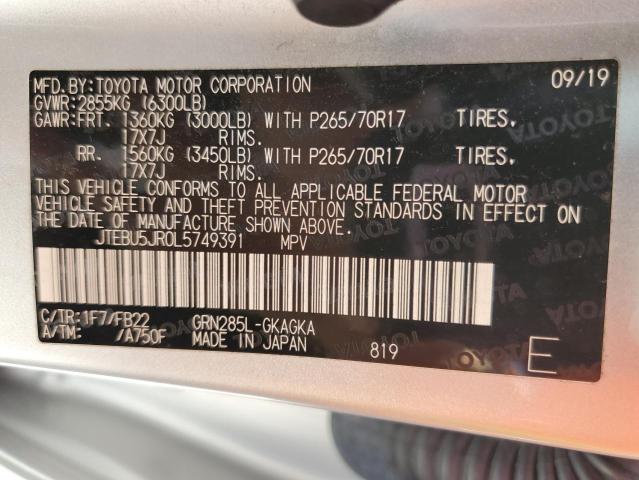 MFD.BY:TOYOTA MOTOR CORPORATION 09/19
GVWR:2855KG (6300LB)
GAWR:FRT. 1360KG (3000LB) WITH P265/70R17 TIRES,
17X7J RIMS.
RR. 1560KG (3450LB) WITH P265/70R17 TIRES,
17X7J RIMS.
THIS VEHICLE CONFORMS TO ALL APPLICABLE FEDERAL MOTOR
VEHICLE SAFETY AND THEFT PREVENTION STANDARDS IN EFFECT ON
THE DATE OF MANUFACTURE SHOWN ABOVE.
JTEBU5JR0L5749391 MPV
C/TR:1F7/FB22 GRN285L-GKAGKA
A/TM: /A750F MADE IN JAPAN 819 E